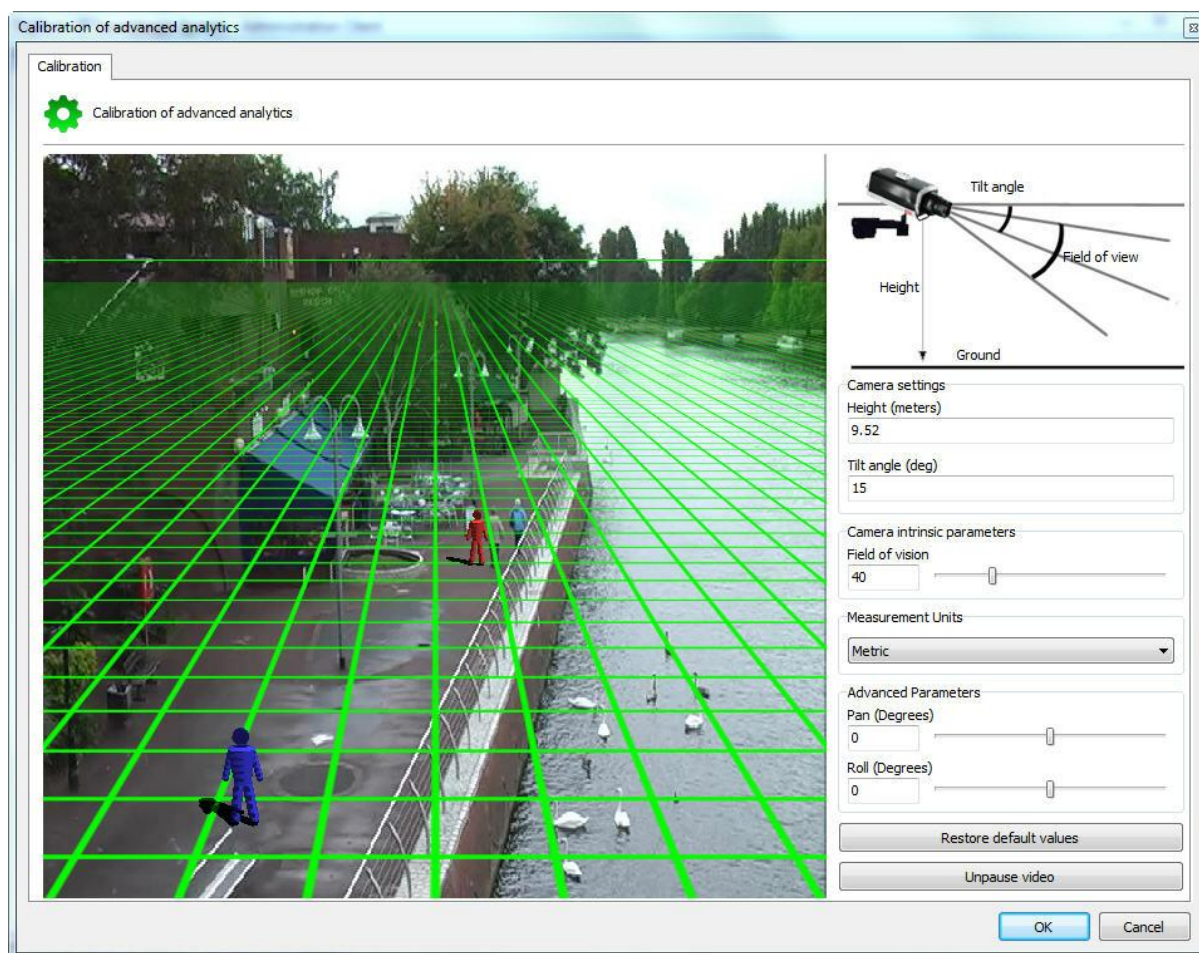 Calibration of advanced analytics
Calibration
Calibration of advanced analytics
Tilt angle
Field of view
Height
Ground
Camera settings
Height (meters)
9.52
Tilt angle (deg)
15
Camera intrinsic parameters
Field of vision
40
Measurement Units
Metric
Advanced Parameters
Pan (Degrees)
0
Roll (Degrees)
0
Restore default values
Unpause video
OK
Cancel